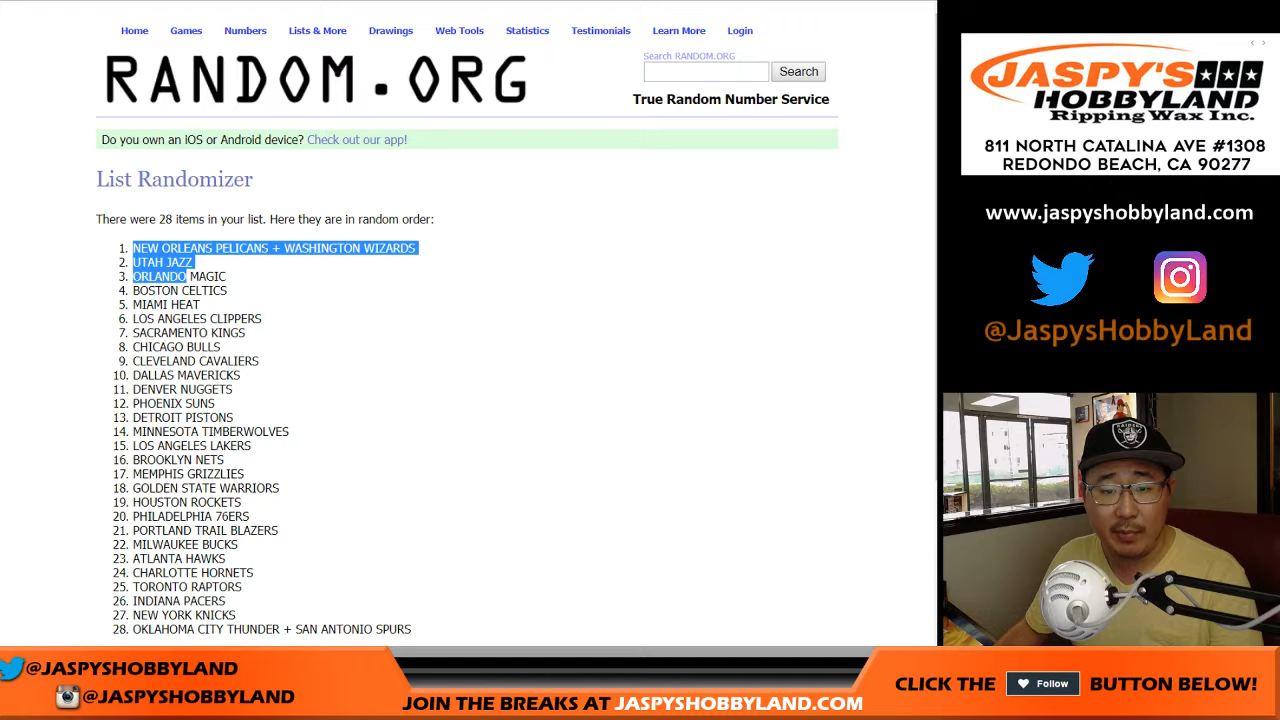 Home Games Numbers Lists & More Drawings Web Tools Statistics Testimonials Learn More Login
RANDOM.ORG
Search RANDOM.ORG
Search
True Random Number Service
Do you own an iOS or Android device? Check out our app!
List Randomizer
There were 28 items in your list. Here they are in random order:
1. NEW ORLEANS PELICANS + WASHINGTON WIZARDS
2. UTAH JAZZ
3. ORLANDO MAGIC
4. BOSTON CELTICS
5. MIAMI HEAT
6. LOS ANGELES CLIPPERS
7. SACRAMENTO KINGS
8. CHICAGO BULLS
9. CLEVELAND CAVALIERS
10. DALLAS MAVERICKS
11. DENVER NUGGETS
12. PHOENIX SUNS
13. DETROIT PISTONS
14. MINNESOTA TIMBERWOLVES
15. LOS ANGELES LAKERS
16. BROOKLYN NETS
17. MEMPHIS GRIZZLIES
18. GOLDEN STATE WARRIORS
19. HOUSTON ROCKETS
20. PHILADELPHIA 76ERS
21. PORTLAND TRAIL BLAZERS
22. MILWAUKEE BUCKS
23. ATLANTA HAWKS
24. CHARLOTTE HORNETS
25. TORONTO RAPTORS
26. INDIANA PACERS
27. NEW YORK KNICKS
28. OKLAHOMA CITY THUNDER + SAN ANTONIO SPURS
JASPY'S
HOBBYLAND
Ripping Wax Inc.
811 NORTH CATALINA AVE #1308
REDONDO BEACH, CA 90277
www.jaspyshobbyland.com
@JaspysHobbyLand
RAIDERS
@JASPYSHOBBYLAND
@JASPYSHOBBYLAND
JOIN THE BREAKS AT JASPYSHOBBYLAND.COM
CLICK THE Follow BUTTON BELOW!